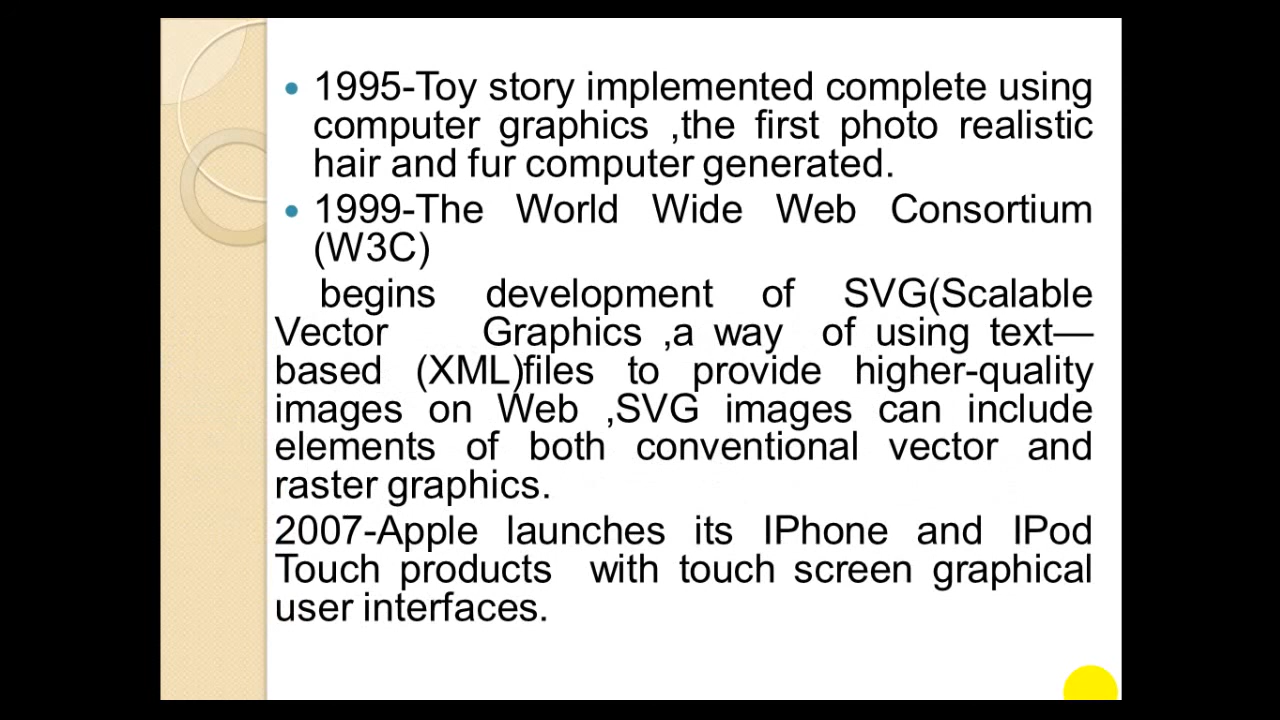 1995-Toy story implemented complete using
computer graphics ,the first photo realistic
hair and fur computer generated.
1999-The World Wide Web Consortium
(W3C)
begins development of SVG(Scalable
Vector Graphics ,a way of using text—
based (XML)files to provide higher-quality
images on Web ,SVG images can include
elements of both conventional vector and
raster graphics.
2007-Apple launches its IPhone and IPod
Touch products with touch screen graphical
user interfaces.